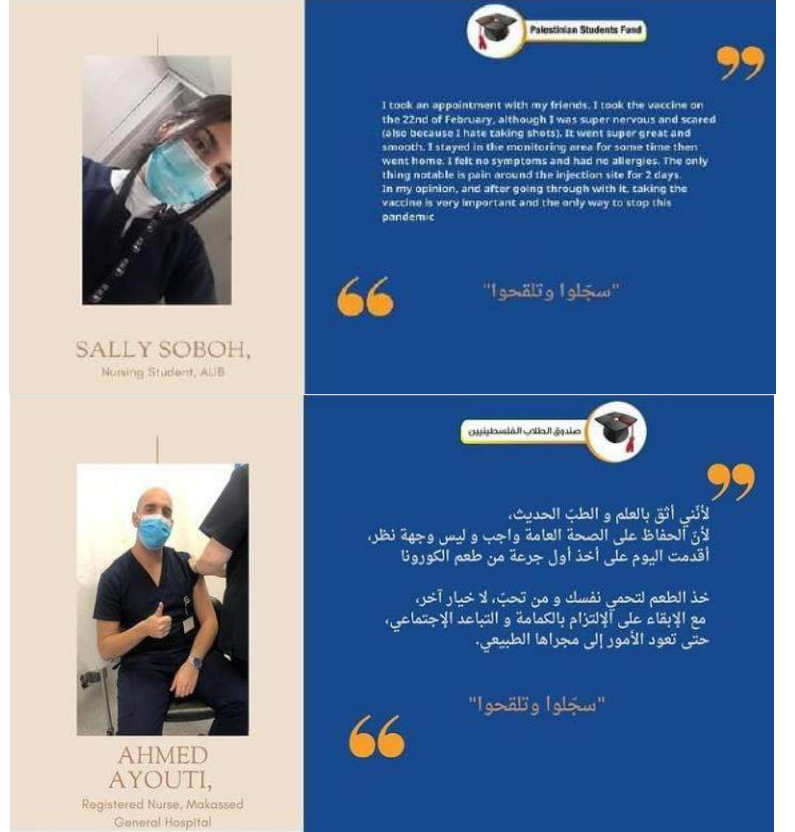 Palestinian Students Fund
I took an appointment with my friends. I took the vaccine on
the 22nd of February, although I was super nervous and scared
(also because I hate taking shots). It went super great and
smooth. I stayed in the monitoring area for some time then
went home. I felt no symptoms and had no allergies. The only
thing notable is pain around the injection site for 2 days.
In my opinion, and after going through with it, taking the
vaccine is very important and the only way to stop this
pandemic
"سجّلوا وتلقحوا"
SALLY SOBOH,
Nursing Student, AUB
صندوق الطلاب الفلسطينيين
لأنّني أثق بالعلم و الطبّ الحديث،
لأنّ الحفاظ على الصحة العامة واجب و ليس وجهة نظر،
أقدمت اليوم على أخذ أول جرعة من طعم الكورونا
خذ الطعم لتحمي نفسك و من تحبّ، لا خيار آخر،
مع الإبقاء على الإلتزام بالكمامة و التباعد الإجتماعي،
حتى تعود الأمور إلى مجراها الطبيعي.
"سجّلوا وتلقحوا"
AHMED
AYOUTI,
Registered Nurse, Makassed
General Hospital